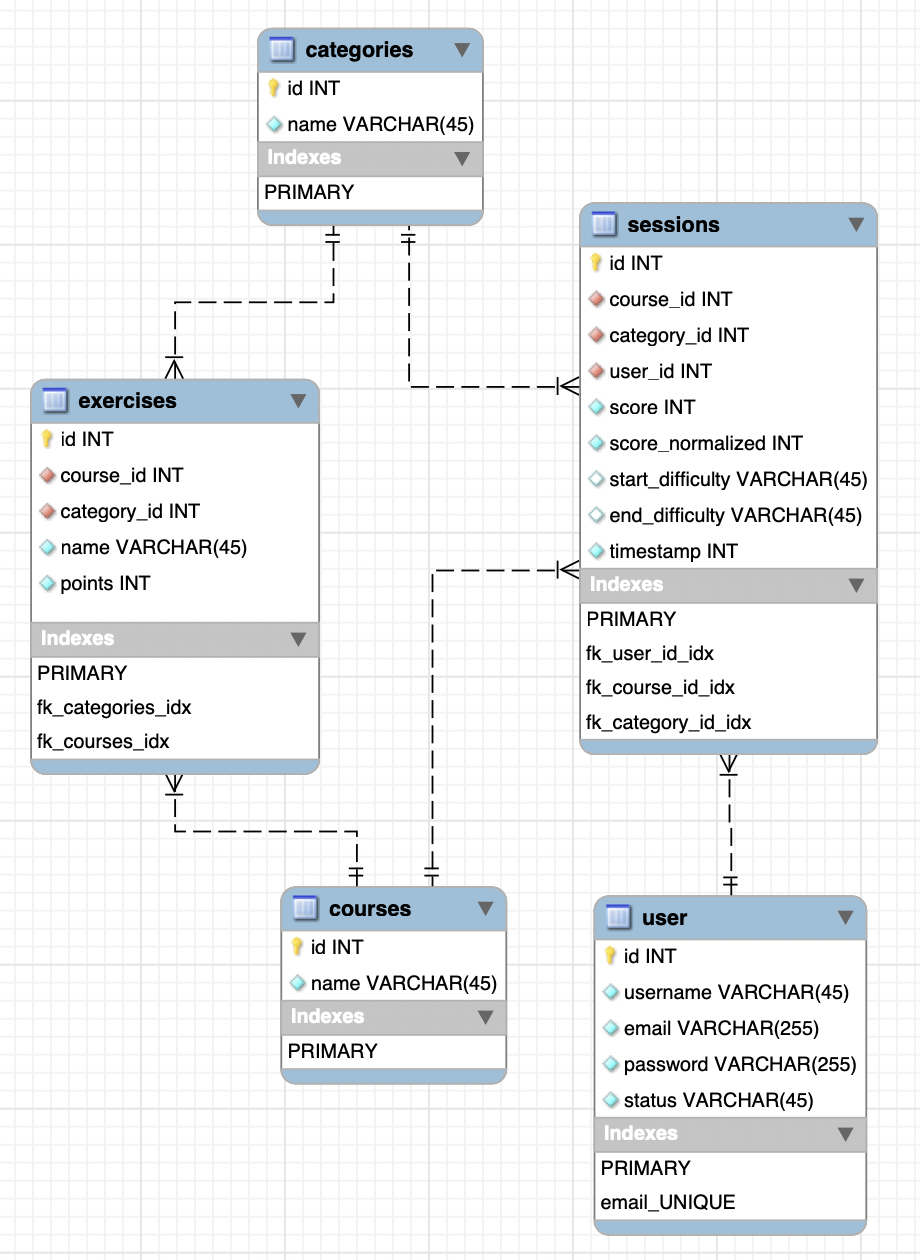 categories
id INT
name VARCHAR(45)
Indexes
PRIMARY
sessions
id INT
course_id INT
category_id INT
user_id INT
score INT
score_normalized INT
start_difficulty VARCHAR(45)
end_difficulty VARCHAR(45)
timestamp INT
Indexes
PRIMARY
fk_user_id_idx
fk_course_id_idx
fk_category_id_idx
exercises
id INT
course_id INT
category_id INT
name VARCHAR(45)
points INT
Indexes
PRIMARY
fk_categories_idx
fk_courses_idx
courses
id INT
name VARCHAR(45)
Indexes
PRIMARY
user
id INT
username VARCHAR(45)
email VARCHAR(255)
password VARCHAR(255)
status VARCHAR(45)
Indexes
PRIMARY
email_UNIQUE